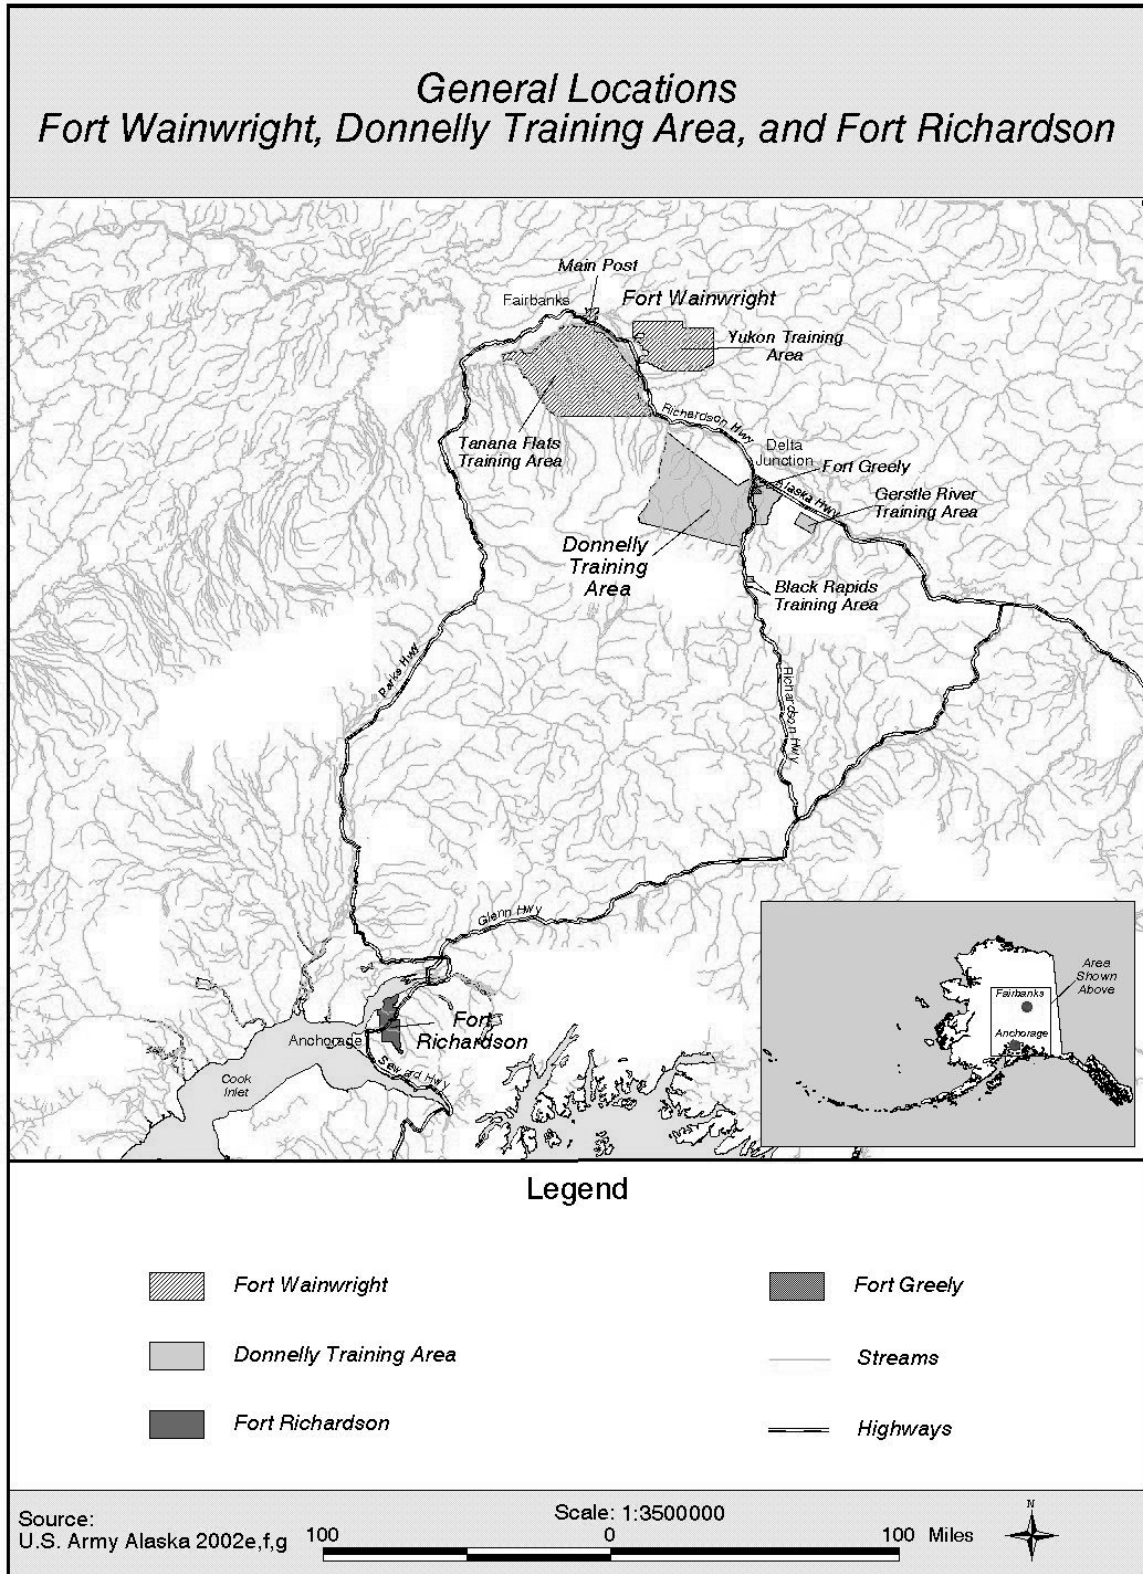 General Locations
Fort Wainwright, Donnelly Training Area, and Fort Richardson
Main Post
Fairbanks
Fort Wainwright
Yukon Training
Area
Richardson Hwy
Tanana Flats
Training Area
Delta
Junction
Fort Greely
Alaska Hwy
Gerstle River
Training Area
Donnelly
Training
Area
Black Rapids
Training Area
Parks Hwy
Richardson Hwy
Glenn Hwy
Fort
Richardson
Anchorage
Seward Hwy
Cook
Inlet
Area
Shown
Above
Fairbanks
Anchorage
Legend
Fort Wainwright
Fort Greely
Donnelly Training Area
Streams
Fort Richardson
Highways
Source:
U.S. Army Alaska 2002e,f,g
Scale: 1:3500000
100 0 100 Miles
N